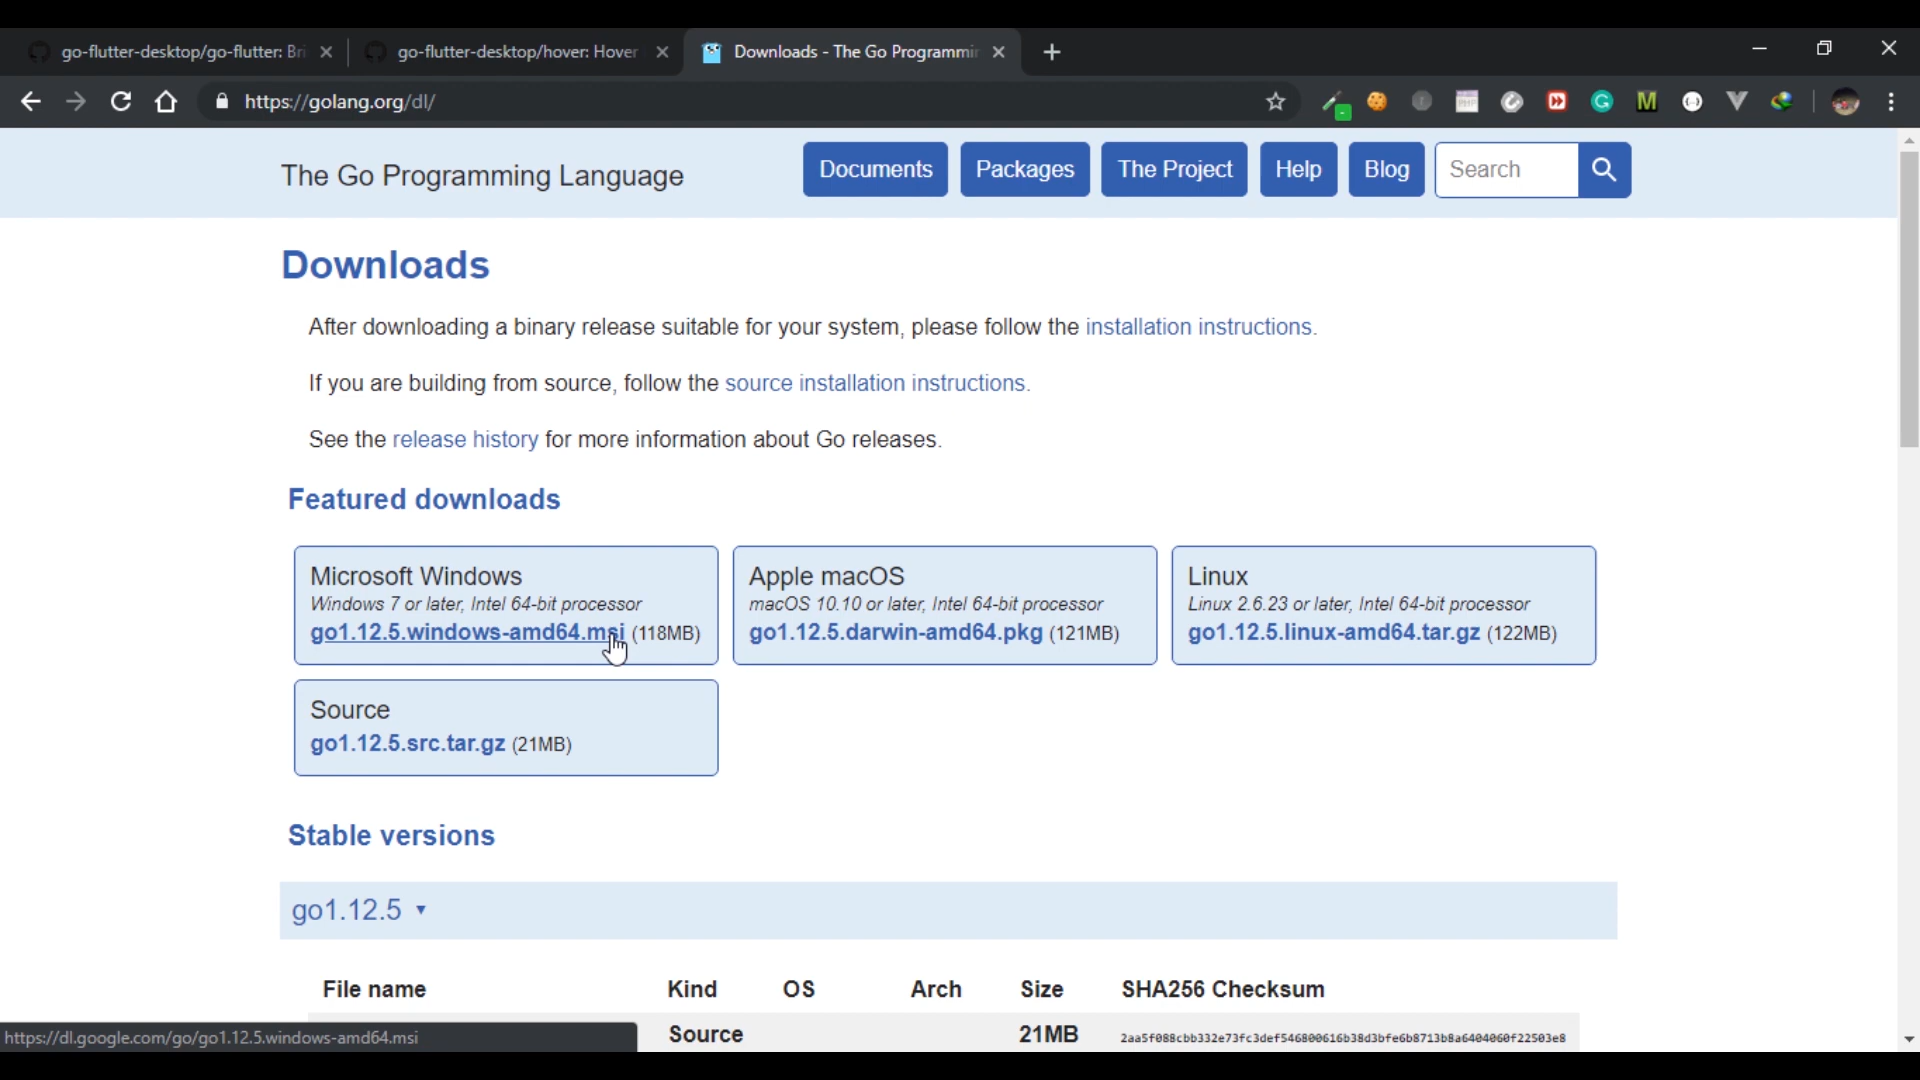 go-flutter-desktop/go-flutter: Bri
go-flutter-desktop/hover: Hover
Downloads - The Go Programmin
https://golang.org/dl/
The Go Programming Language
Documents
Packages
The Project
Help
Blog
Search
Downloads
After downloading a binary release suitable for your system, please follow the installation instructions.
If you are building from source, follow the source installation instructions.
See the release history for more information about Go releases.
Featured downloads
Microsoft Windows
Windows 7 or later, Intel 64-bit processor
go1.12.5.windows-amd64.msi (118MB)
Apple macOS
macOS 10.10 or later, Intel 64-bit processor
go1.12.5.darwin-amd64.pkg (121MB)
Linux
Linux 2.6.23 or later, Intel 64-bit processor
go1.12.5.linux-amd64.tar.gz (122MB)
Source
go1.12.5.src.tar.gz (21MB)
Stable versions
go1.12.5 ▾
File name Kind OS Arch Size SHA256 Checksum
Source 21MB 2aa5f088cbb332e73fc3def546800616b38d3bfe6b8713b8a6404060f22503e8
https://dl.google.com/go/go1.12.5.windows-amd64.msi